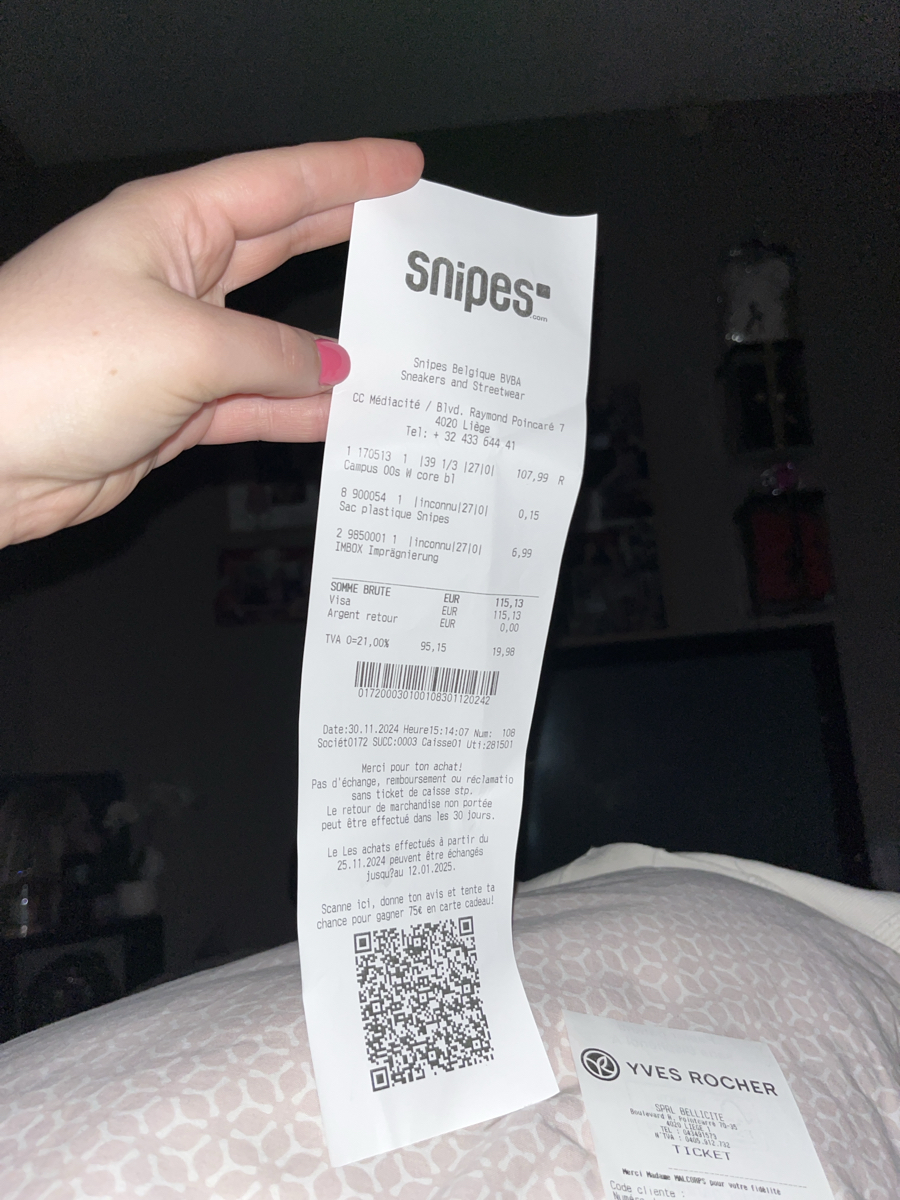 snipes
.com
Snipes Belgique BVBA
Sneakers and Streetwear
CC Médiacité / Blvd. Raymond Poincaré 7
4020 Liège
Tel: + 32 433 644 41
1 170513 1 |39 1/3 |27|0| 107,99 R
Campus 00s W core bl
8 900054 1 |inconnu|27|0| 0,15
Sac plastique Snipes
2 9850001 1 |inconnu|27|0| 6,99
IMBOX Imprägnierung
SOMME BRUTE EUR 115,13
Visa EUR 115,13
Argent retour EUR 0,00
TVA 0=21,00% 95,15 19,98
017200030100108301120242
Date:30.11.2024 Heure15:14:07 Num: 108
Sociét0172 SUCC:0003 Caisse01 Uti:281501
Merci pour ton achat!
Pas d'échange, remboursement ou réclamatio
sans ticket de caisse stp.
Le retour de marchandise non portée
peut être effectué dans les 30 jours.
Le Les achats effectués à partir du
25.11.2024 peuvent être échangés
jusqu?au 12.01.2025.
Scanne ici, donne ton avis et tente ta
chance pour gagner 75€ en carte cadeau!
YVES ROCHER
SPRL BELLICITE
Boulevard R.
4020 LIEGE 1
TEL :
N°TVA :
TICKET
Merci Madame MALCORPS pour votre fidélité
Code cliente :
Numéro